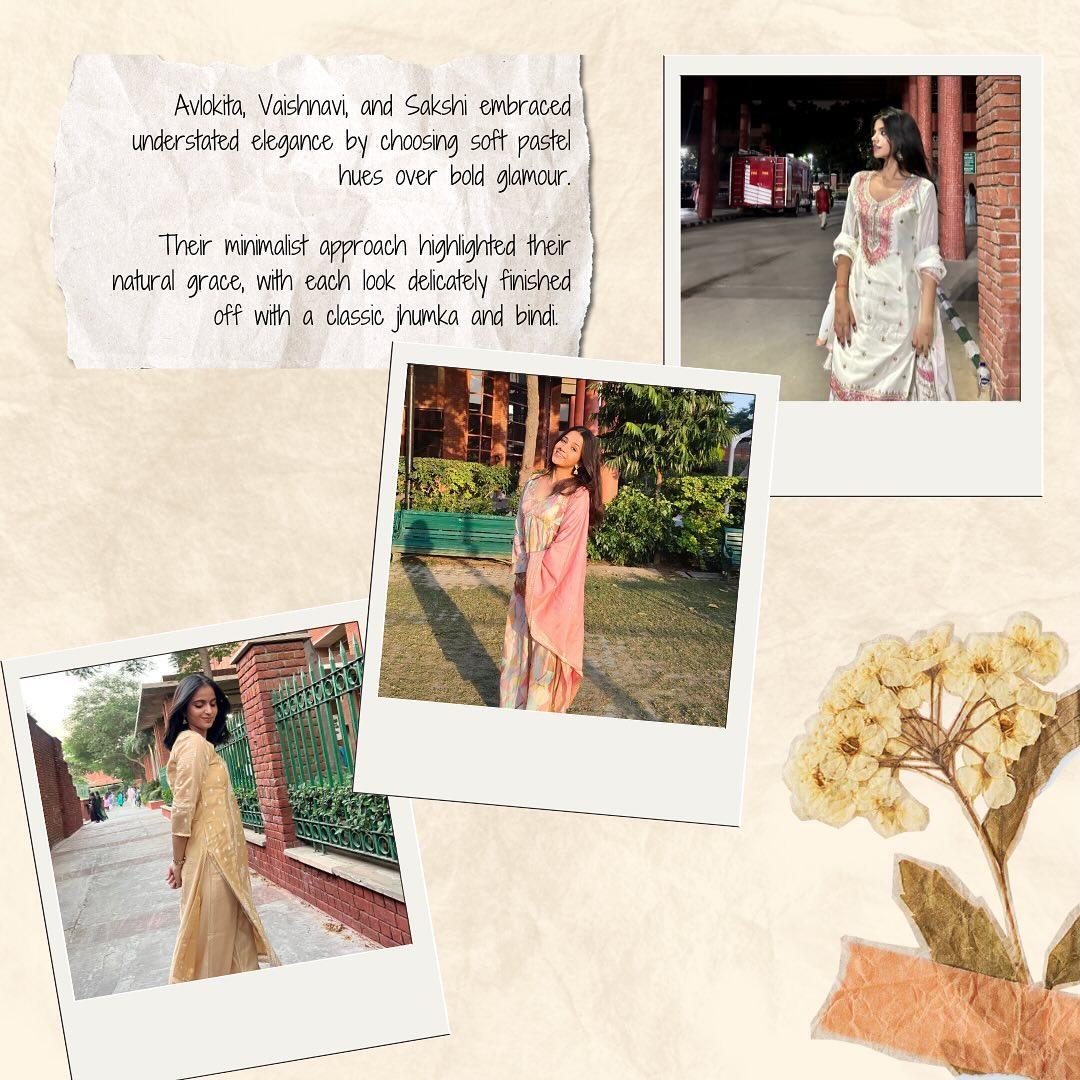 Avlokita, Vaishnavi, and Sakshi embraced
understated elegance by choosing soft pastel
hues over bold glamour.
Their minimalist approach highlighted their
natural grace, with each look delicately finished
off with a classic jhumka and bindi.